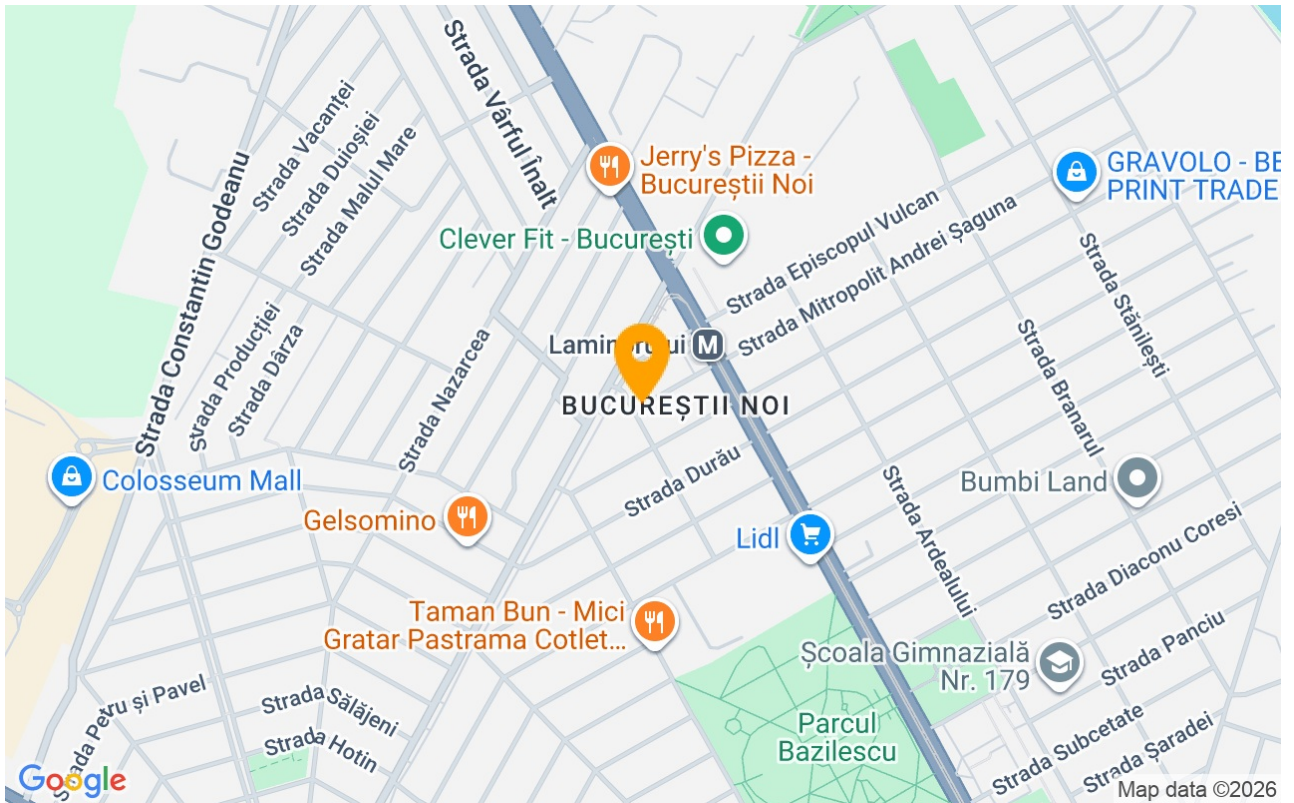 Strada Vârful Înalt
Strada Vacanței
Strada Duioșiei
Strada Malul Mare
Strada Constantin Godeanu
Jerry's Pizza -
Bucureștii Noi
GRAVOLO - BE
PRINT TRADE
Clever Fit - București
Strada Episcopul Vulcan
Strada Mitropolit Andrei Șaguna
Strada Stănilești
Strada Branarul
Strada Producției
Strada Dârza
Strada Nazarcea
Laminorului
M
BUCUREȘTII NOI
Strada Durău
Colosseum Mall
Gelsomino
Lidl
Strada Ardealului
Bumbi Land
Strada Diaconu Coresi
Taman Bun - Mici
Gratar Pastrama Cotlet...
Școala Gimnazială
Nr. 179
Strada Panciu
Strada Petru și Pavel
Strada Sălăjeni
Strada Hotin
Parcul
Bazilescu
Strada Subcetate
Strada Șaradei
Google
Map data ©2026